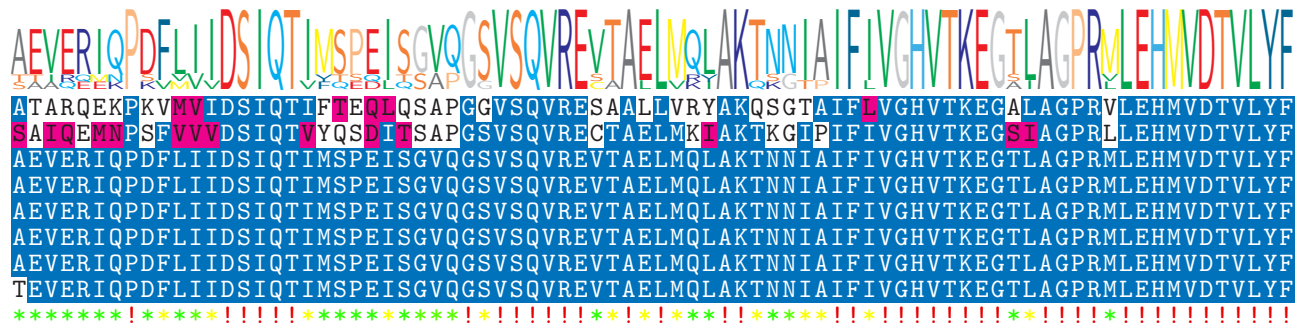 AEVERIQPDFLIIDSIQTIMSPEISGVQGSVSQVREVTAELMQLAKTNNIAIFIVGHVTKEGTLAGPRMLEHMVDTVLYF
ATARQEKPKVMVIDSIQTIFTEQLQSAPGGVSQVRESAALLVRYAKQSGTAIFLVGHVTKEGALAGPRVLEHMVDTVLYF
SAIQEMNPSFVVVDSIQTVYQSDITSAPGSVSQVRECTAELMKIAKTKGIPIFIVGHVTKEGSIAGPRLLEHMVDTVLYF
AEVERIQPDFLIIDSIQTIMSPEISGVQGSVSQVREVTAELMQLAKTNNIAIFIVGHVTKEGTLAGPRMLEHMVDTVLYF
AEVERIQPDFLIIDSIQTIMSPEISGVQGSVSQVREVTAELMQLAKTNNIAIFIVGHVTKEGTLAGPRMLEHMVDTVLYF
AEVERIQPDFLIIDSIQTIMSPEISGVQGSVSQVREVTAELMQLAKTNNIAIFIVGHVTKEGTLAGPRMLEHMVDTVLYF
AEVERIQPDFLIIDSIQTIMSPEISGVQGSVSQVREVTAELMQLAKTNNIAIFIVGHVTKEGTLAGPRMLEHMVDTVLYF
AEVERIQPDFLIIDSIQTIMSPEISGVQGSVSQVREVTAELMQLAKTNNIAIFIVGHVTKEGTLAGPRMLEHMVDTVLYF
TEVERIQPDFLIIDSIQTIMSPEISGVQGSVSQVREVTAELMQLAKTNNIAIFIVGHVTKEGTLAGPRMLEHMVDTVLYF
*******!*****!!!!!**********!*!!!!!!**!*!***!!*****!!*!!!!!!!!**!!!!*!!!!!!!!!!!